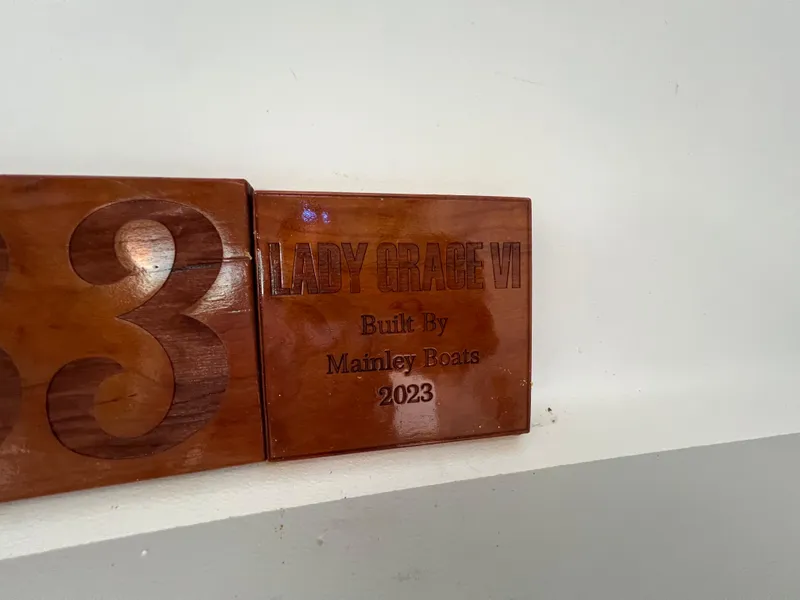 3
LADY GRACE VI
Built By
Mainley Boats
2023